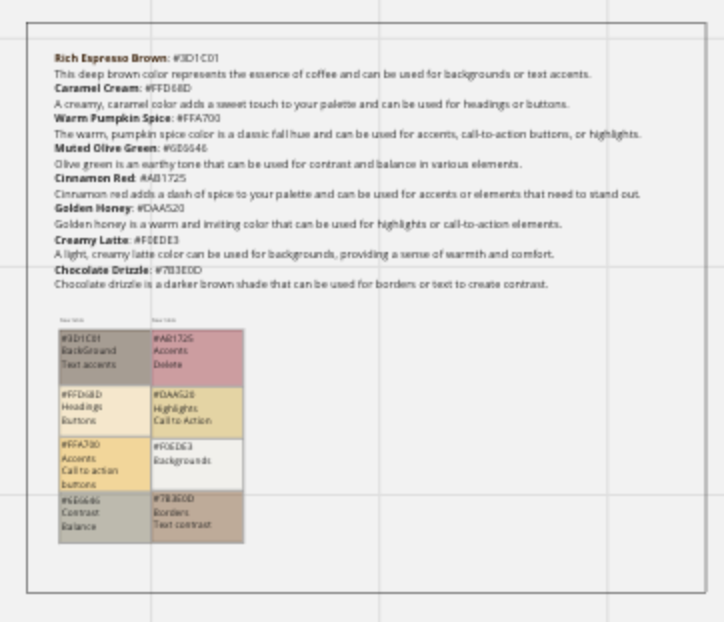 Rich Espresso Brown: #3D1C01
This deep brown color represents the essence of coffee and can be used for backgrounds or text accents.
Caramel Cream: #FFD68D
A creamy, caramel color adds a sweet touch to your palette and can be used for headings or buttons.
Warm Pumpkin Spice: #FFA700
The warm, pumpkin spice color is a classic fall hue and can be used for accents, call-to-action buttons, or highlights.
Muted Olive Green: #6B6646
Olive green is an earthy tone that can be used for contrast and balance in various elements.
Cinnamon Red: #AB1725
Cinnamon red adds a dash of spice to your palette and can be used for accents or elements that need to stand out.
Golden Honey: #DAA520
Golden honey is a warm and inviting color that can be used for highlights or call-to-action elements.
Creamy Latte: #F0EDE3
A light, creamy latte color can be used for backgrounds, providing a sense of warmth and comfort.
Chocolate Drizzle: #7B3E0D
Chocolate drizzle is a darker brown shade that can be used for borders or text to create contrast.
#3D1C01
BackGround
Text accents
#AB1725
Accents
Delete
#FFD68D
Headings
Buttons
#DAA520
Highlights
Call to Action
#FFA700
Accents
Call to action
buttons
#F0EDE3
Backgrounds
#6B6646
Contrast
Balance
#7B3E0D
Borders
Text contrast